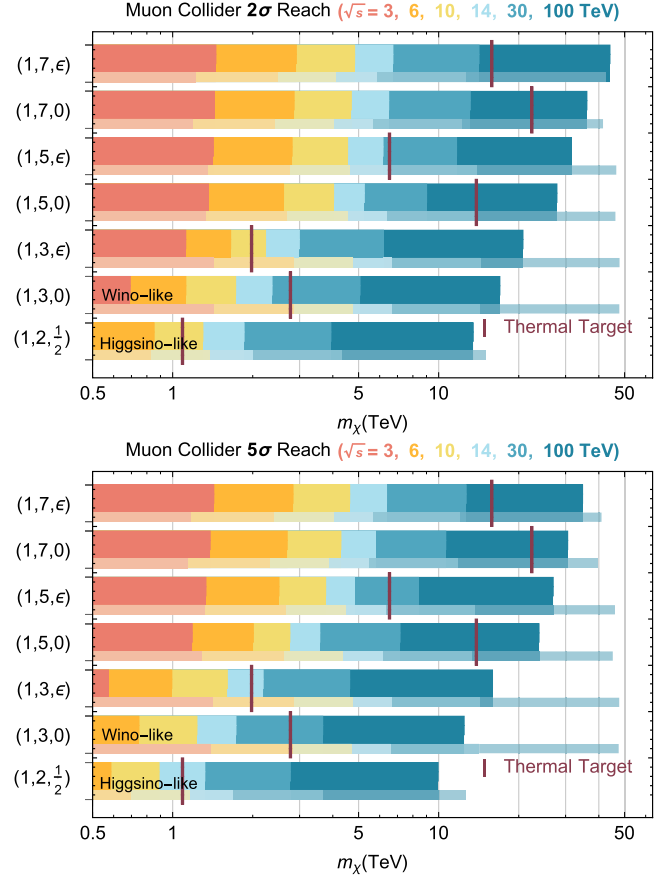 Muon Collider 2σ Reach (√s = 3, 6, 10, 14, 30, 100 TeV)
(1,7,ϵ)
(1,7,0)
(1,5,ϵ)
(1,5,0)
(1,3,ϵ)
(1,3,0) Wino-like
(1,2,1/2) Higgsino-like
Thermal Target
0.5 1 5 10 50
mχ(TeV)
Muon Collider 5σ Reach (√s = 3, 6, 10, 14, 30, 100 TeV)
(1,7,ϵ)
(1,7,0)
(1,5,ϵ)
(1,5,0)
(1,3,ϵ)
(1,3,0) Wino-like
(1,2,1/2) Higgsino-like
Thermal Target
0.5 1 5 10 50
mχ(TeV)